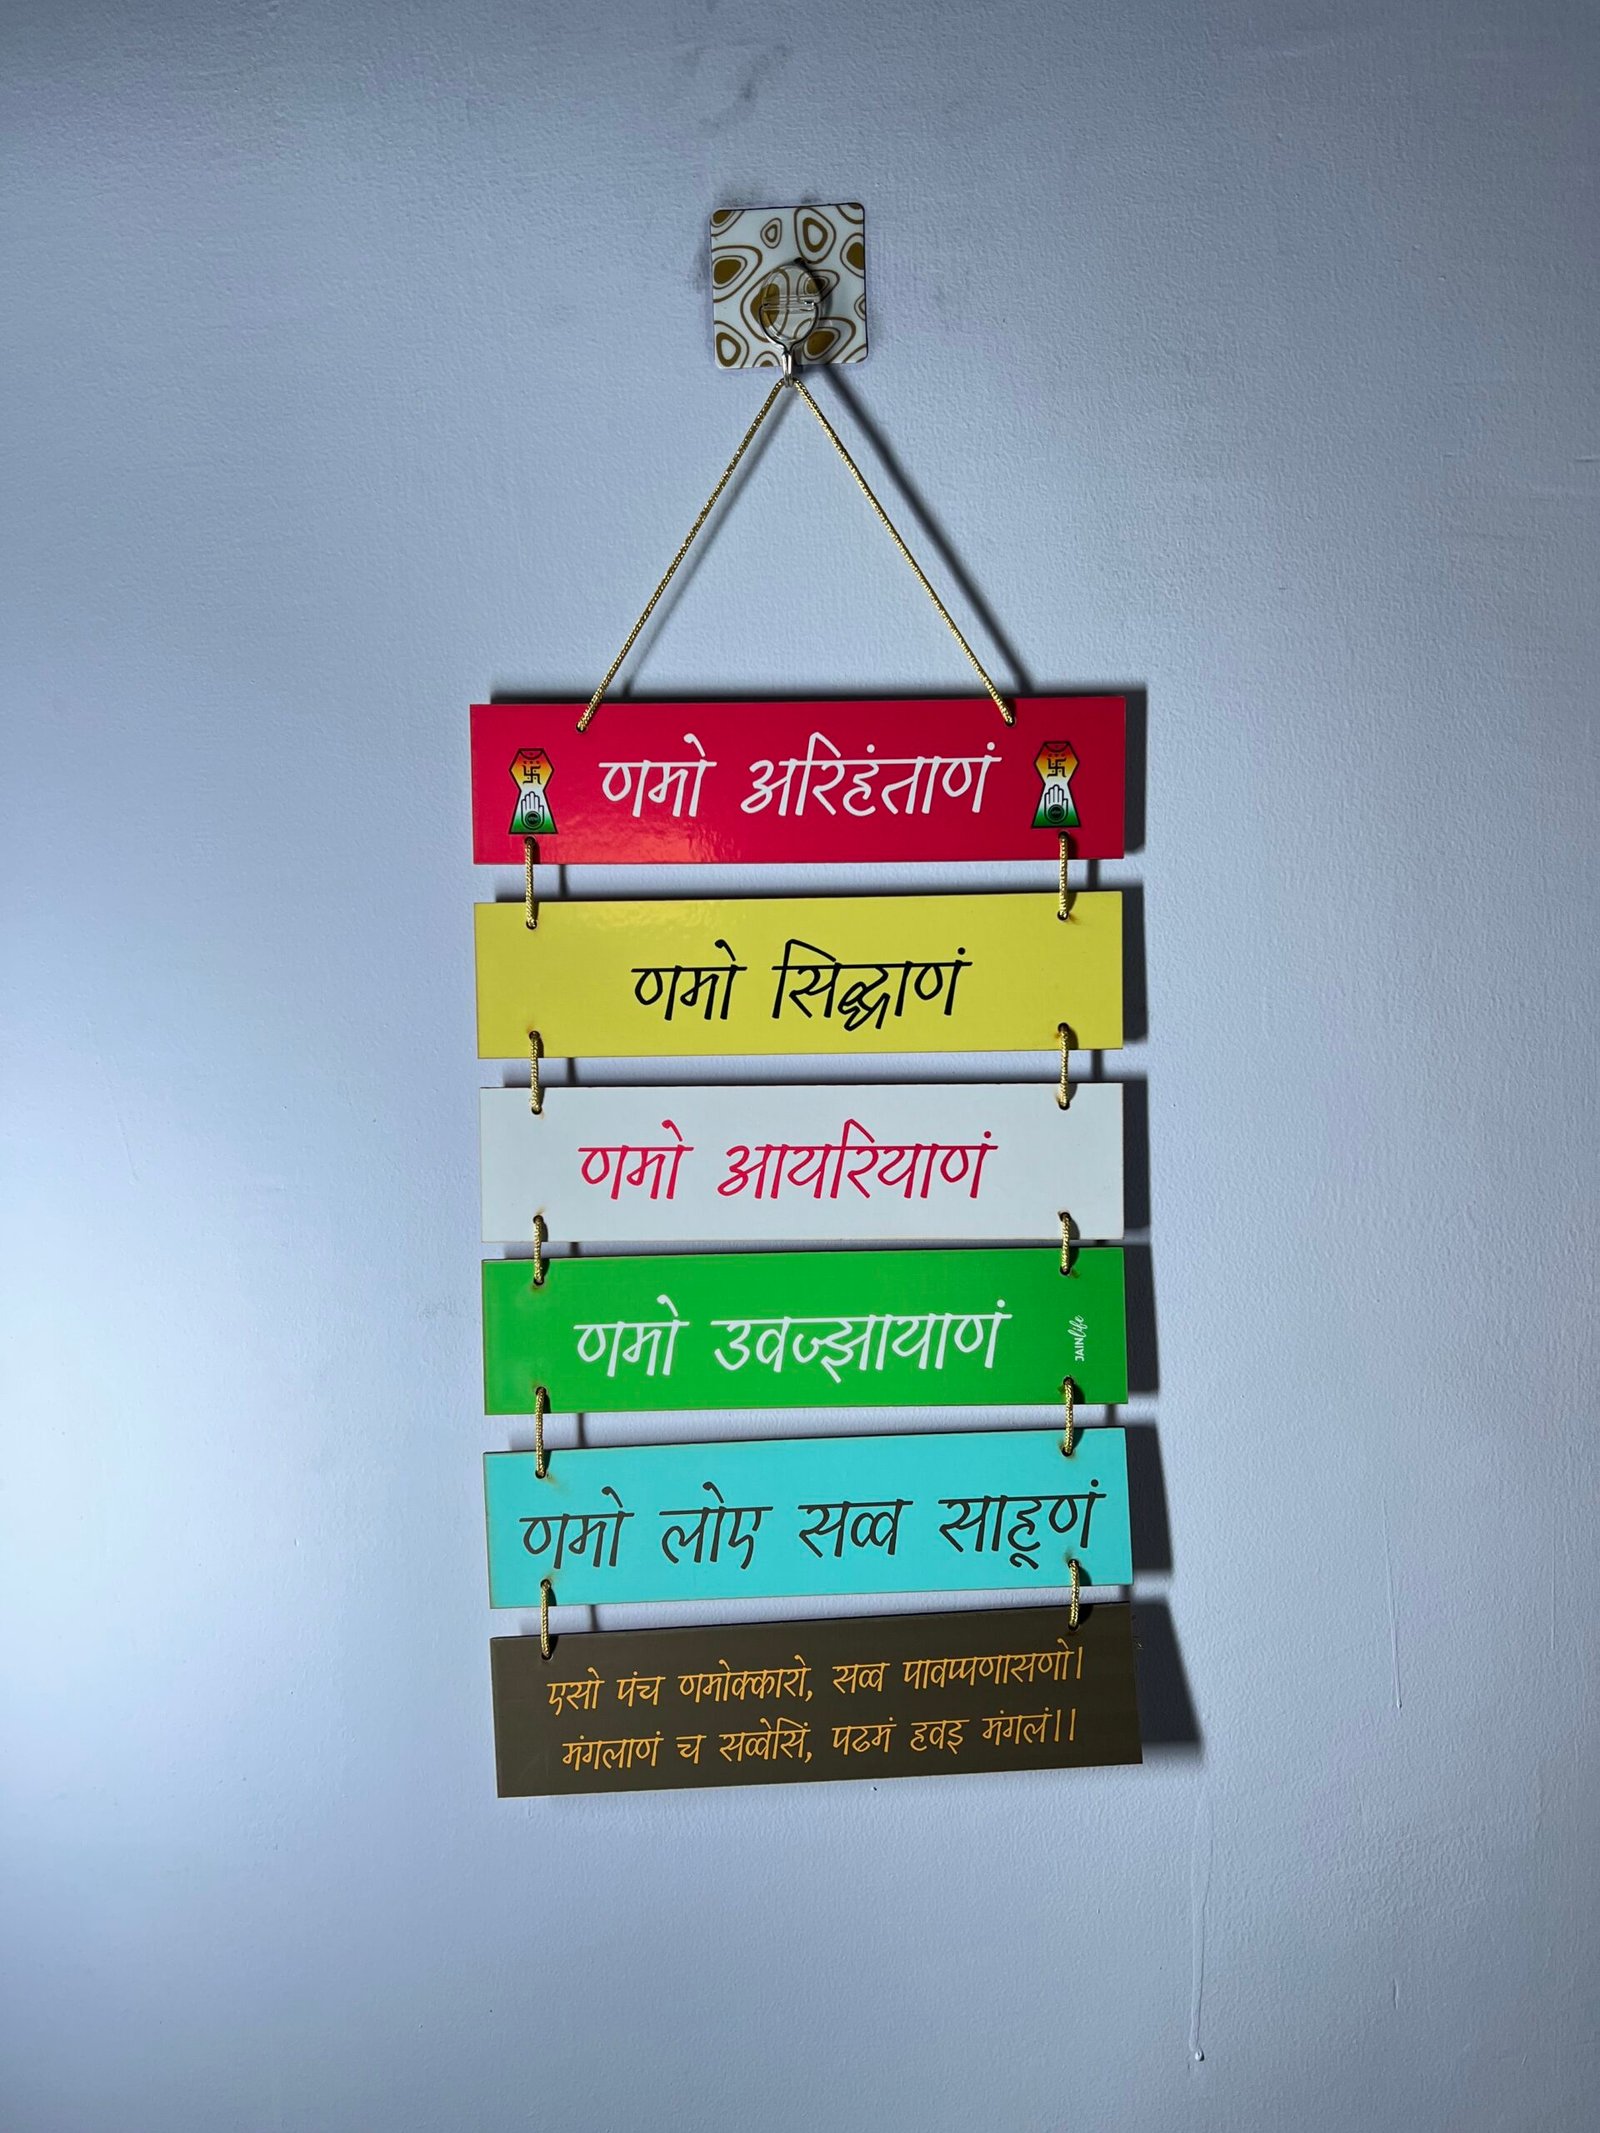 णमो अरिहंताणं
णमो सिद्धाणं
णमो आयरियाणं
णमो उवज्झायाणं
JAINlife
णमो लोए सव्व साहूणं
एसो पंच णमोक्कारो, सव्व पावप्पणासणो।
मंगलाणं च सव्वेसिं, पढमं हवइ मंगलं।।